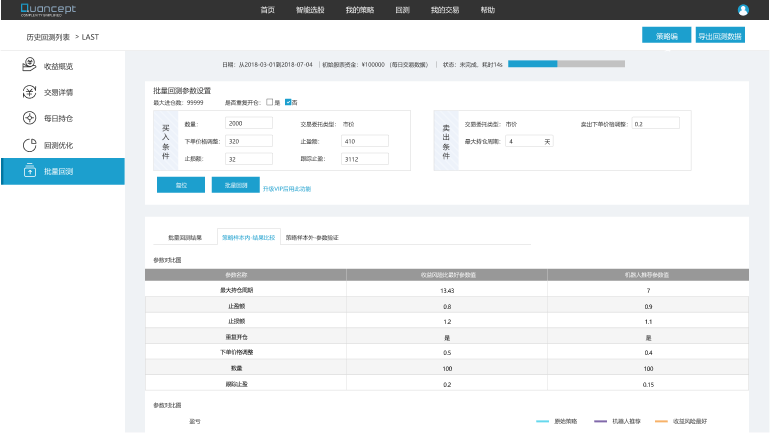 Quancept
COMPLEXITY SIMPLIFIED
首页 智能选股 我的策略 回测 我的交易 帮助
历史回测列表 > LAST
策略编 导出回测数据
收益概览
交易详情
每日持仓
回测优化
批量回测
日期: 从2018-03-01到2018-07-04 | 初始股票资金: ¥100000 (每日交易数据) | 状态: 未完成, 耗时14s
批量回测参数设置
最大进仓数: 99999 是否重复开仓: 是 否
买入条件
数量: 2000 交易委托类型: 市价
下单价格调整: 320 止盈额: 410
止损额: 32 跟踪止盈: 3112
卖出条件
交易委托类型: 市价 卖出下单价格调整: 0.2
最大持仓周期: 4 天
复位 批量回测 升级VIP启用此功能
批量回测结果 策略样本内-结果比较 策略样本外-参数验证
参数对比图
参数名称 收益风险比最好参数值 机器人推荐参数值
最大持仓周期 13.43 7
止盈额 0.8 0.9
止损额 1.2 1.1
重复开仓 是 是
下单价格调整 0.5 0.4
数量 100 100
跟踪止盈 0.2 0.15
参数对比图
盈亏 原始策略 机器人推荐 收益风险最好